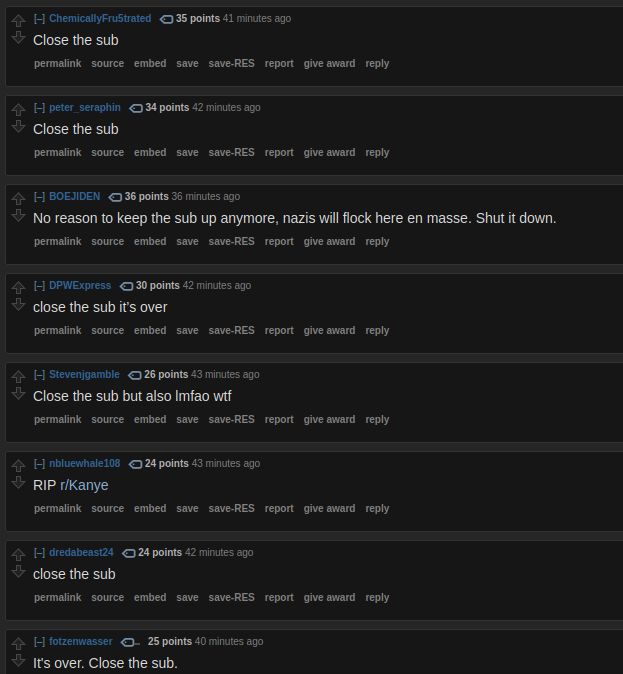 [–] ChemicallyFru5trated 35 points 41 minutes ago
Close the sub
permalink source embed save save-RES report give award reply
[–] peter_seraphin 34 points 42 minutes ago
Close the sub
permalink source embed save save-RES report give award reply
[–] BOEJIDEN 36 points 36 minutes ago
No reason to keep the sub up anymore, nazis will flock here en masse. Shut it down.
permalink source embed save save-RES report give award reply
[–] DPWExpress 30 points 42 minutes ago
close the sub it’s over
permalink source embed save save-RES report give award reply
[–] Stevenjgamble 26 points 43 minutes ago
Close the sub but also lmfao wtf
permalink source embed save save-RES report give award reply
[–] nbluewhale108 24 points 43 minutes ago
RIP r/Kanye
permalink source embed save save-RES report give award reply
[–] dredabeast24 24 points 42 minutes ago
close the sub
permalink source embed save save-RES report give award reply
[–] fotzenwasser 25 points 40 minutes ago
It's over. Close the sub.